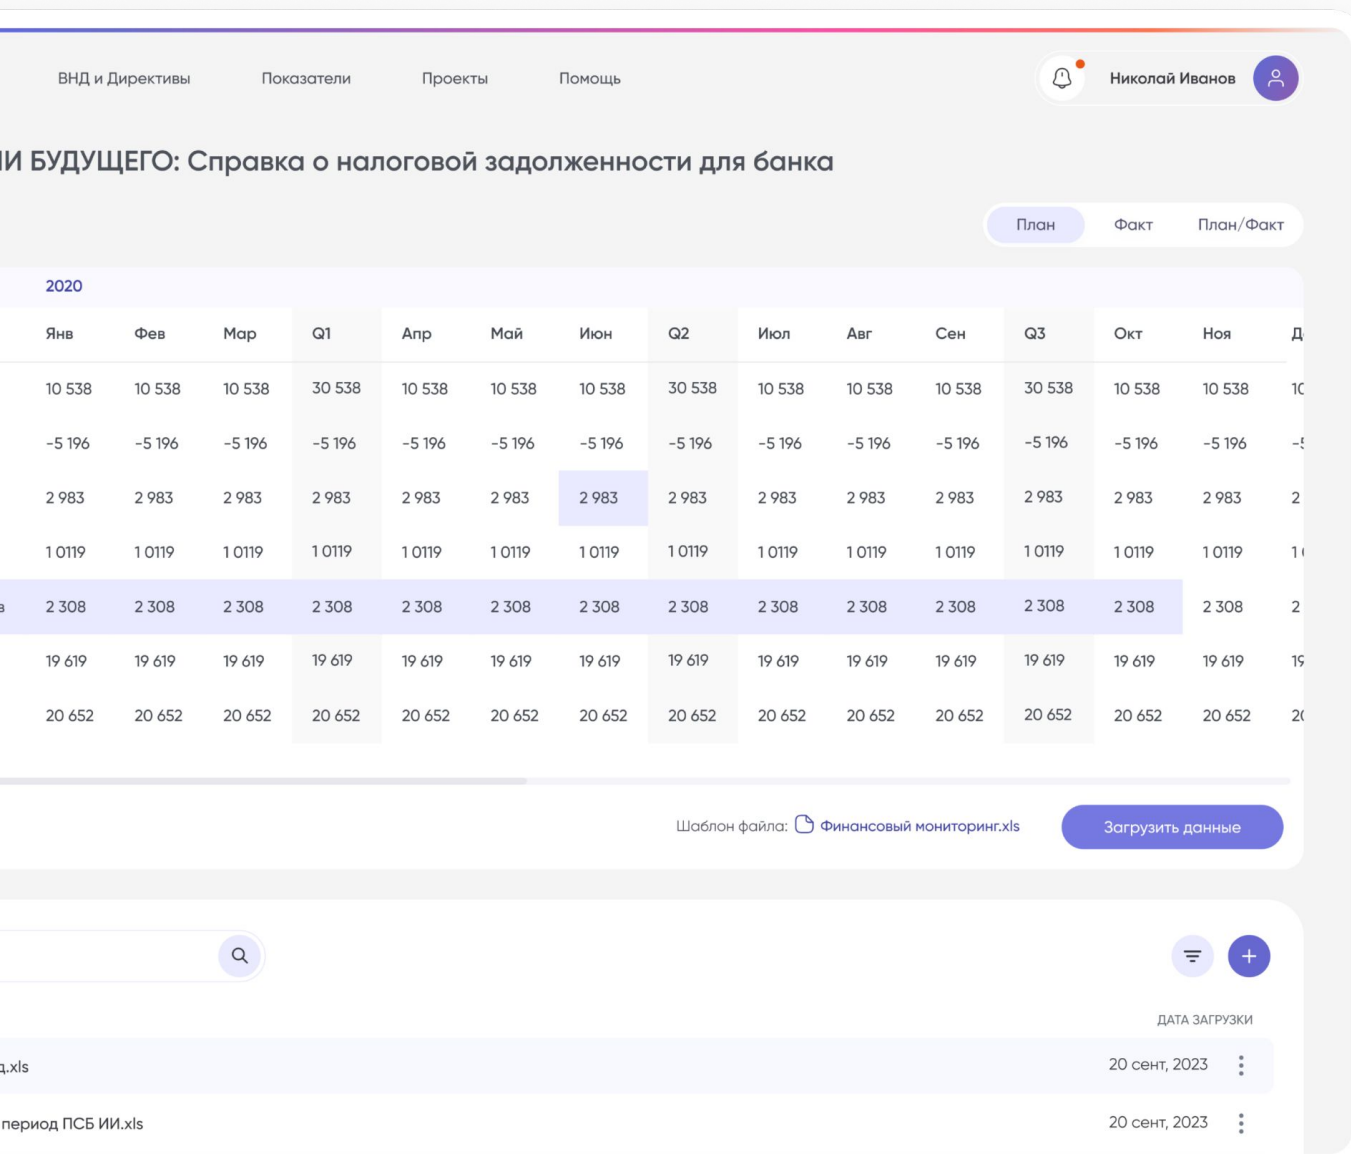 ВНД и Директивы Показатели Проекты Помощь Николай Иванов
БУДУЩЕГО: Справка о налоговой задолженности для банка
План Факт План/Факт
2020
Янв Фев Мар Q1 Апр Май Июн Q2 Июл Авг Сен Q3 Окт Ноя
10 538 10 538 10 538 30 538 10 538 10 538 10 538 30 538 10 538 10 538 10 538 30 538 10 538 10 538
-5 196 -5 196 -5 196 -5 196 -5 196 -5 196 -5 196 -5 196 -5 196 -5 196 -5 196 -5 196 -5 196 -5 196
2 983 2 983 2 983 2 983 2 983 2 983 2 983 2 983 2 983 2 983 2 983 2 983 2 983 2 983
1 0119 1 0119 1 0119 1 0119 1 0119 1 0119 1 0119 1 0119 1 0119 1 0119 1 0119 1 0119 1 0119 1 0119
2 308 2 308 2 308 2 308 2 308 2 308 2 308 2 308 2 308 2 308 2 308 2 308 2 308 2 308
19 619 19 619 19 619 19 619 19 619 19 619 19 619 19 619 19 619 19 619 19 619 19 619 19 619 19 619
20 652 20 652 20 652 20 652 20 652 20 652 20 652 20 652 20 652 20 652 20 652 20 652 20 652 20 652
Шаблон файла: Финансовый мониторинг.xls Загрузить данные
ДАТА ЗАГРУЗКИ
д.xls 20 сент, 2023
период ПСБ ИИ.xls 20 сент, 2023